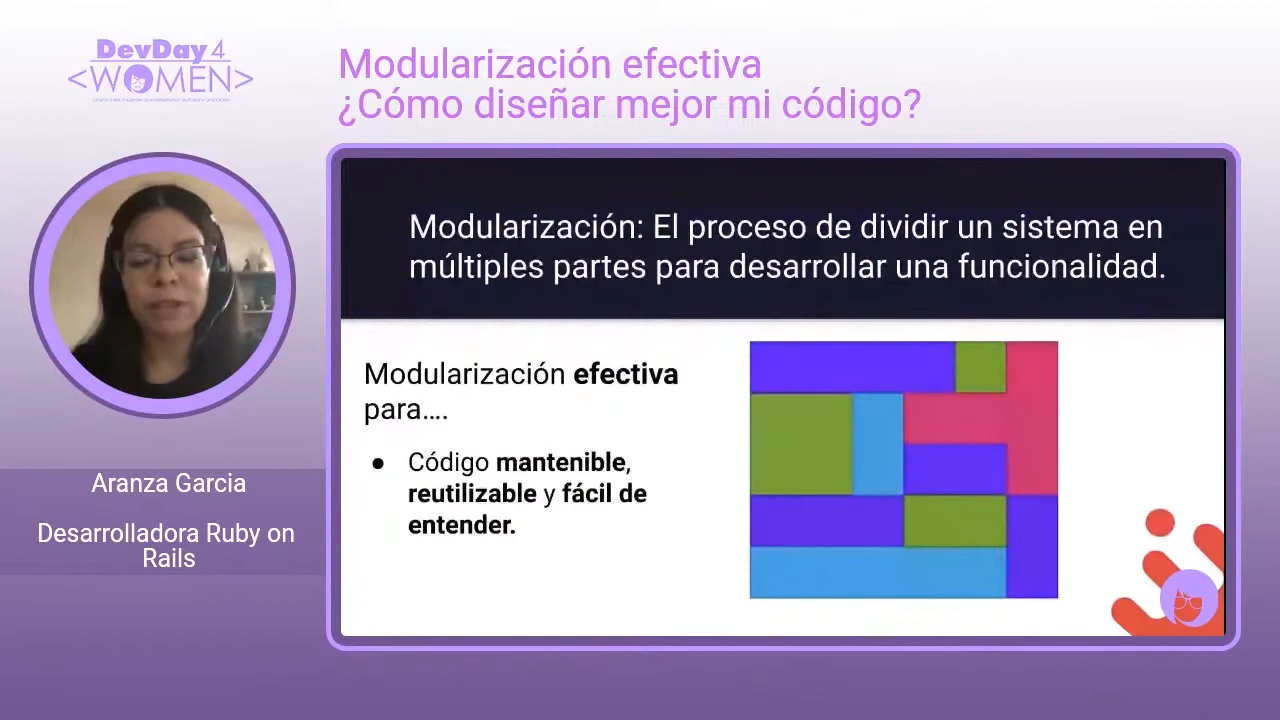 DevDay4
<WOMEN>
Modularización efectiva
¿Cómo diseñar mejor mi código?
Modularización: El proceso de dividir un sistema en
múltiples partes para desarrollar una funcionalidad.
Modularización efectiva
para....
● Código mantenible,
reutilizable y fácil de
entender.
Aranza Garcia
Desarrolladora Ruby on
Rails